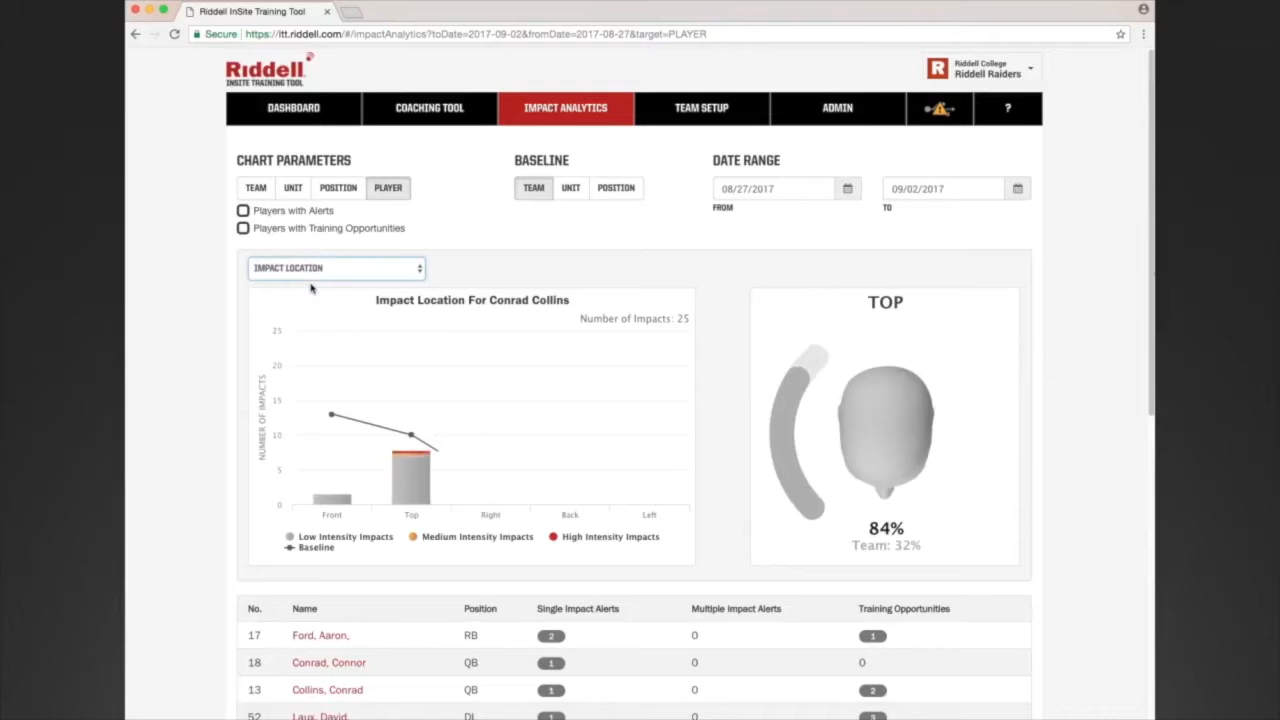 Riddell InSite Training Tool
Secure https://itt.riddell.com/#/impactAnalytics?toDate=2017-09-02&fromDate=2017-08-27&target=PLAYER
Riddell
INSITE TRAINING TOOL
R
Riddell College
Riddell Raiders
DASHBOARD COACHING TOOL IMPACT ANALYTICS TEAM SETUP ADMIN ?
CHART PARAMETERS BASELINE DATE RANGE
TEAM UNIT POSITION PLAYER TEAM UNIT POSITION 08/27/2017 09/02/2017
FROM TO
Players with Alerts
Players with Training Opportunities
IMPACT LOCATION
Impact Location For Conrad Collins
Number of Impacts: 25
NUMBER OF IMPACTS
25
20
15
10
5
0
Front Top Right Back Left
Low Intensity Impacts Medium Intensity Impacts High Intensity Impacts
Baseline
TOP
84%
Team: 32%
No. Name Position Single Impact Alerts Multiple Impact Alerts Training Opportunities
17 Ford, Aaron, RB 2 0 1
18 Conrad, Connor QB 1 0 0
13 Collins, Conrad QB 1 0 2
52 Laux, David, DL 1 0 3